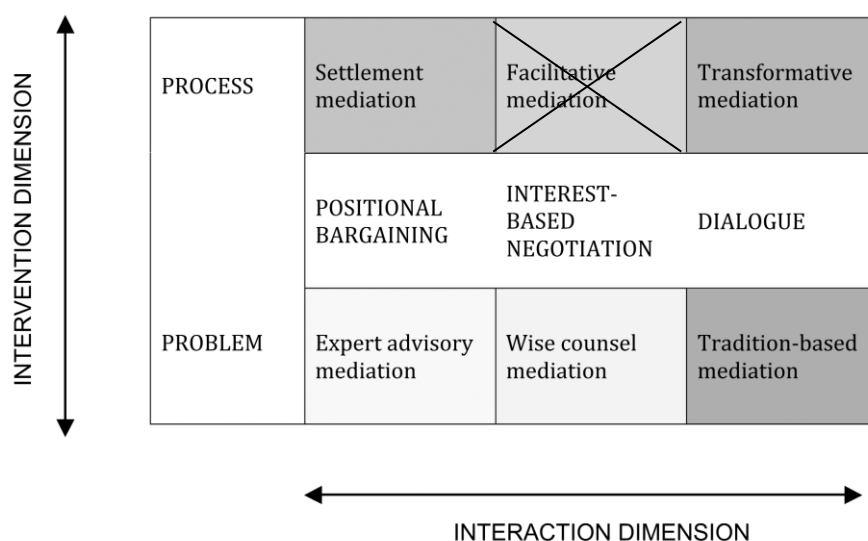 INTERVENTION DIMENSION
PROCESS
Settlement
mediation
Facilitative
mediation
Transformative
mediation
POSITIONAL
BARGAINING
INTEREST-
BASED
NEGOTIATION
DIALOGUE
PROBLEM
Expert advisory
mediation
Wise counsel
mediation
Tradition-based
mediation
INTERACTION DIMENSION